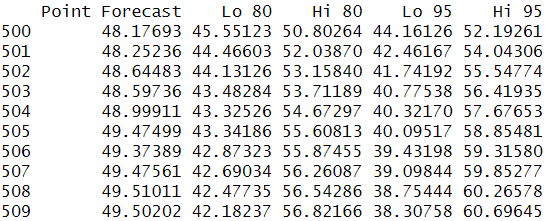 Point Forecast Lo 80 Hi 80 Lo 95 Hi 95
500 48.17693 45.55123 50.80264 44.16126 52.19261
501 48.25236 44.46603 52.03870 42.46167 54.04306
502 48.64483 44.13126 53.15840 41.74192 55.54774
503 48.59736 43.48284 53.71189 40.77538 56.41935
504 48.99911 43.32526 54.67297 40.32170 57.67653
505 49.47499 43.34186 55.60813 40.09517 58.85481
506 49.37389 42.87323 55.87455 39.43198 59.31580
507 49.47561 42.69034 56.26087 39.09844 59.85277
508 49.51011 42.47735 56.54286 38.75444 60.26578
509 49.50202 42.18237 56.82166 38.30758 60.69645